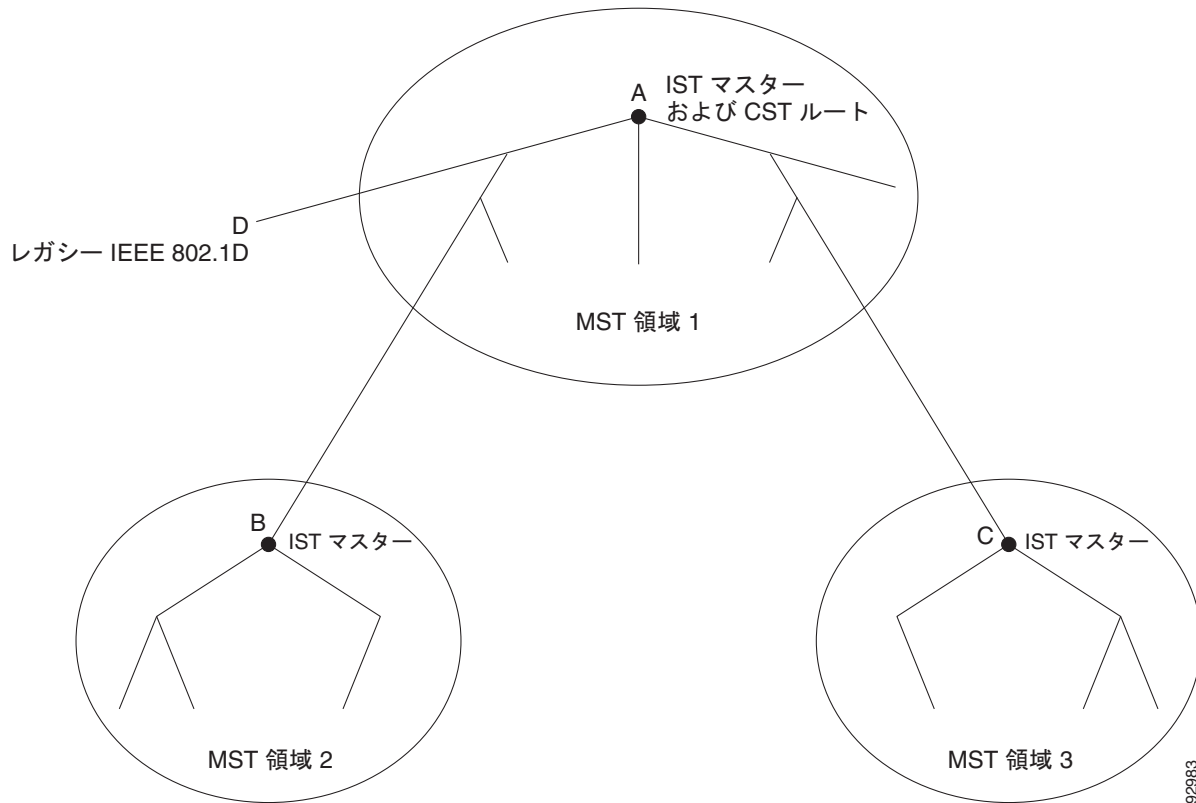 A
IST マスター
および CST ルート
D
レガシー IEEE 802.1D
MST 領域 1
B
IST マスター
C
IST マスター
MST 領域 2
MST 領域 3
92983